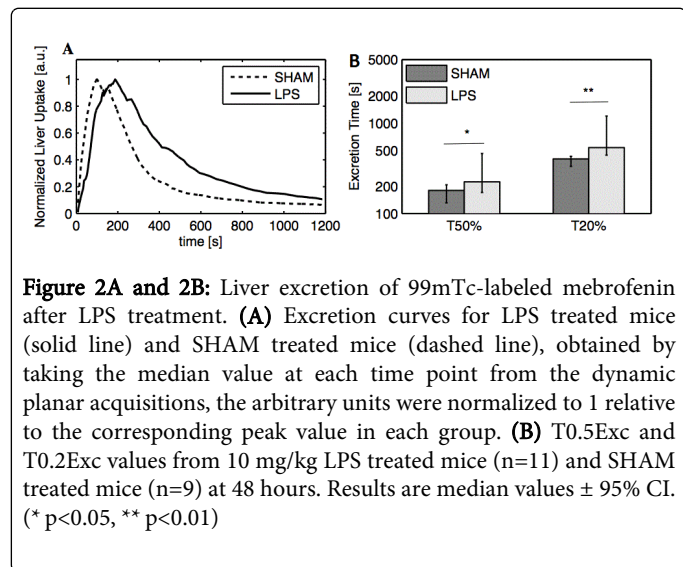 A
Normalized Liver Uptake [a.u.]
1
0.8
0.6
0.4
0.2
0
0 200 400 600 800 1000 1200
time [s]
SHAM
LPS
B
Excretion Time [s]
5000
2000
1000
500
200
100
SHAM
LPS
*
**
T50% T20%
Figure 2A and 2B: Liver excretion of 99mTc-labeled mebrofenin
after LPS treatment. (A) Excretion curves for LPS treated mice
(solid line) and SHAM treated mice (dashed line), obtained by
taking the median value at each time point from the dynamic
planar acquisitions, the arbitrary units were normalized to 1 relative
to the corresponding peak value in each group. (B) T0.5Exc and
T0.2Exc values from 10 mg/kg LPS treated mice (n=11) and SHAM
treated mice (n=9) at 48 hours. Results are median values ± 95% CI.
(* p<0.05, ** p<0.01)